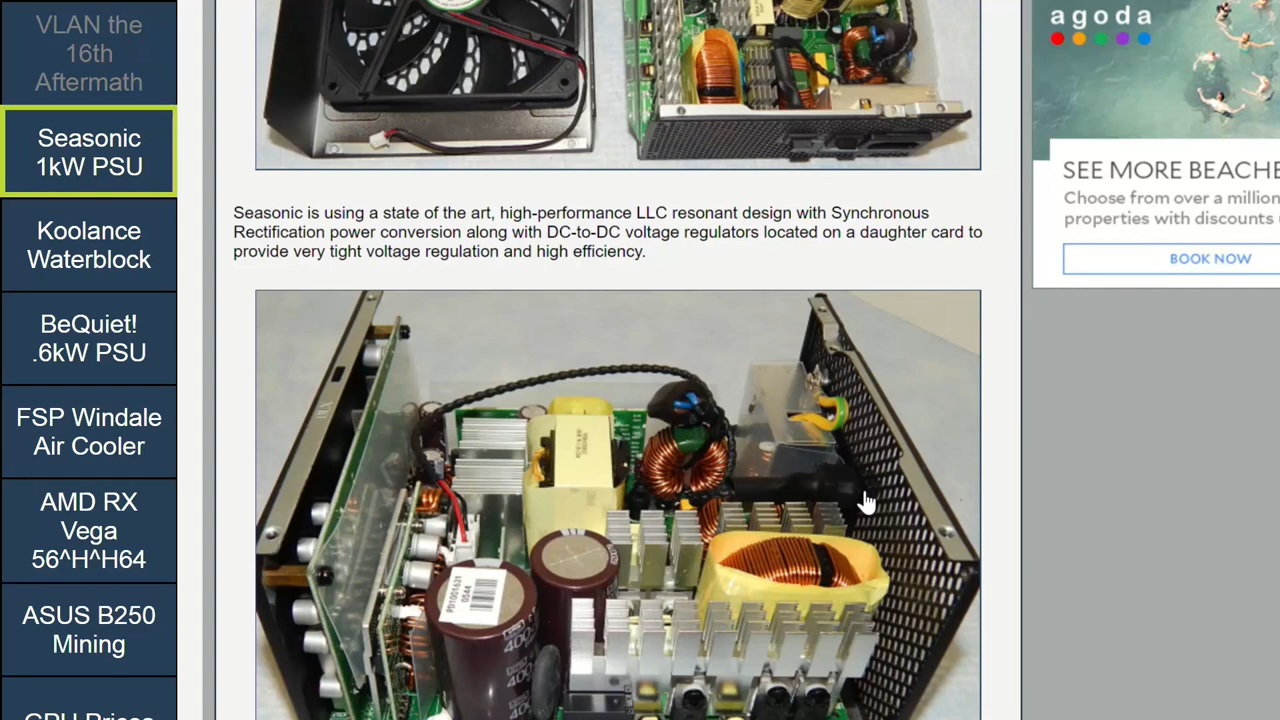 VLAN the
16th
Aftermath
Seasonic
1kW PSU
Koolance
Waterblock
BeQuiet!
.6kW PSU
FSP Windale
Air Cooler
AMD RX
Vega
56^H^H64
ASUS B250
Mining
Seasonic is using a state of the art, high-performance LLC resonant design with Synchronous
Rectification power conversion along with DC-to-DC voltage regulators located on a daughter card to
provide very tight voltage regulation and high efficiency.
PD1001621
0544
400
agoda
SEE MORE BEACHE
Choose from over a million
properties with discounts
BOOK NOW